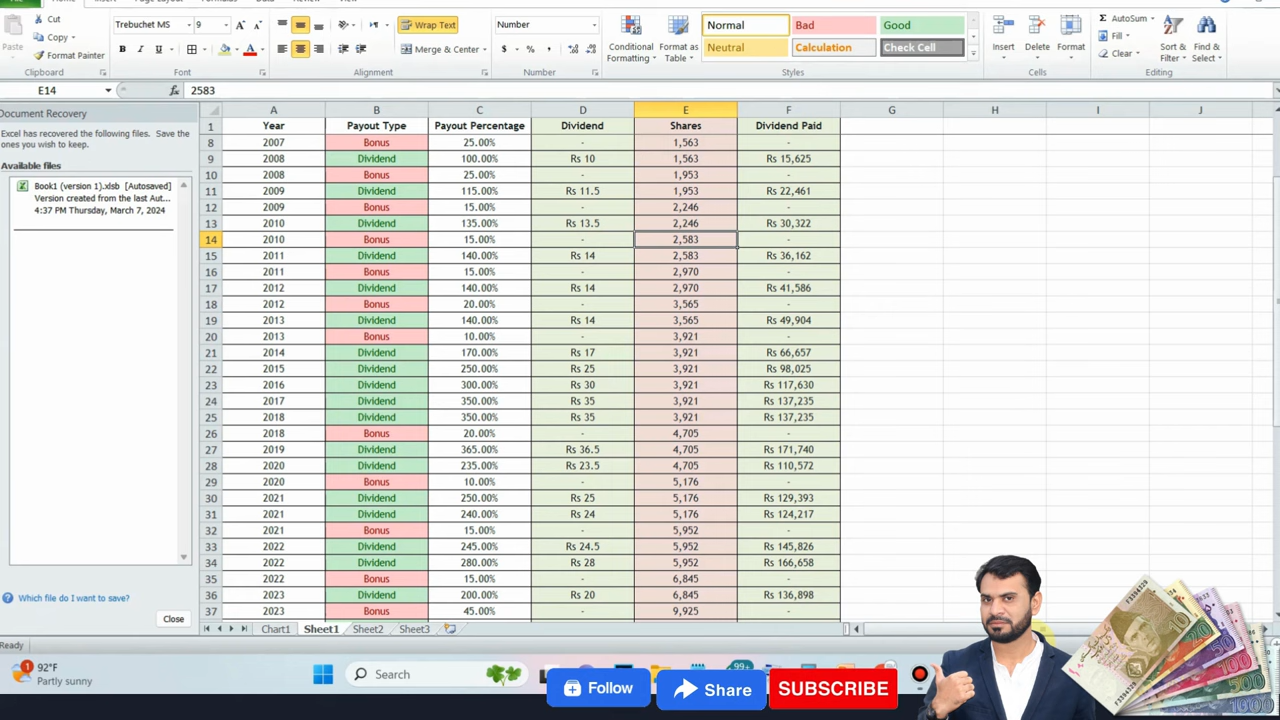 Cut
Copy
Format Painter
Paste
Clipboard
Trebuchet MS
9
A
A
B
I
U
A
Font
Wrap Text
Merge & Center
Alignment
Number
$
%
,
Number
Conditional
Formatting
Format as
Table
Normal
Bad
Good
Neutral
Calculation
Check Cell
Styles
Insert
Delete
Format
Cells
AutoSum
Fill
Clear
Sort &
Filter
Find &
Select
Editing
E14
fx
2583
Document Recovery
Excel has recovered the following files. Save the
ones you wish to keep.
Available files
Book1 (version 1).xlsb [Autosaved]
Version created from the last Aut...
4:37 PM Thursday, March 7, 2024
Which file do I want to save?
Close
A B C D E F G H I J
1 Year Payout Type Payout Percentage Dividend Shares Dividend Paid
8 2007 Bonus 25.00% - 1,563 -
9 2008 Dividend 100.00% Rs 10 1,563 Rs 15,625
10 2008 Bonus 25.00% - 1,953 -
11 2009 Dividend 115.00% Rs 11.5 1,953 Rs 22,461
12 2009 Bonus 15.00% - 2,246 -
13 2010 Dividend 135.00% Rs 13.5 2,246 Rs 30,322
14 2010 Bonus 15.00% - 2,583 -
15 2011 Dividend 140.00% Rs 14 2,583 Rs 36,162
16 2011 Bonus 15.00% - 2,970 -
17 2012 Dividend 140.00% Rs 14 2,970 Rs 41,586
18 2012 Bonus 20.00% - 3,565 -
19 2013 Dividend 140.00% Rs 14 3,565 Rs 49,904
20 2013 Bonus 10.00% - 3,921 -
21 2014 Dividend 170.00% Rs 17 3,921 Rs 66,657
22 2015 Dividend 250.00% Rs 25 3,921 Rs 98,025
23 2016 Dividend 300.00% Rs 30 3,921 Rs 117,630
24 2017 Dividend 350.00% Rs 35 3,921 Rs 137,235
25 2018 Dividend 350.00% Rs 35 3,921 Rs 137,235
26 2018 Bonus 20.00% - 4,705 -
27 2019 Dividend 365.00% Rs 36.5 4,705 Rs 171,740
28 2020 Dividend 235.00% Rs 23.5 4,705 Rs 110,572
29 2020 Bonus 10.00% - 5,176 -
30 2021 Dividend 250.00% Rs 25 5,176 Rs 129,393
31 2021 Dividend 240.00% Rs 24 5,176 Rs 124,217
32 2021 Bonus 15.00% - 5,952 -
33 2022 Dividend 245.00% Rs 24.5 5,952 Rs 145,826
34 2022 Dividend 280.00% Rs 28 5,952 Rs 166,658
35 2022 Bonus 15.00% - 6,845 -
36 2023 Dividend 200.00% Rs 20 6,845 Rs 136,898
37 2023 Bonus 45.00% - 9,925 -
Chart1 Sheet1 Sheet2 Sheet3
Ready
1
92°F
Partly sunny
Search
99+
Follow
Share
SUBSCRIBE
10
20
50
100
500
1000